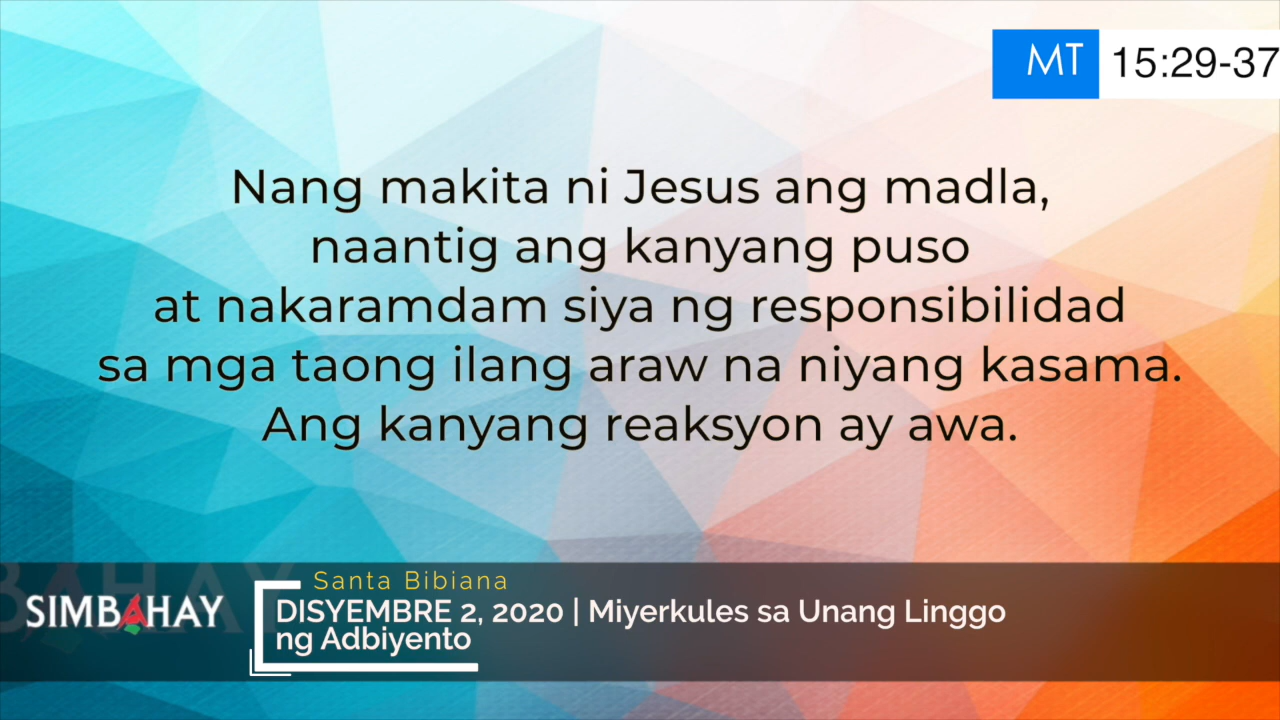 MT 15:29-37
Nang makita ni Jesus ang madla,
naantig ang kanyang puso
at nakaramdam siya ng responsibilidad
sa mga taong ilang araw na niyang kasama.
Ang kanyang reaksyon ay awa.
Santa Bibiana
SIMBAHAY
DISYEMBRE 2, 2020 | Miyerkules sa Unang Linggo
ng Adbiyento